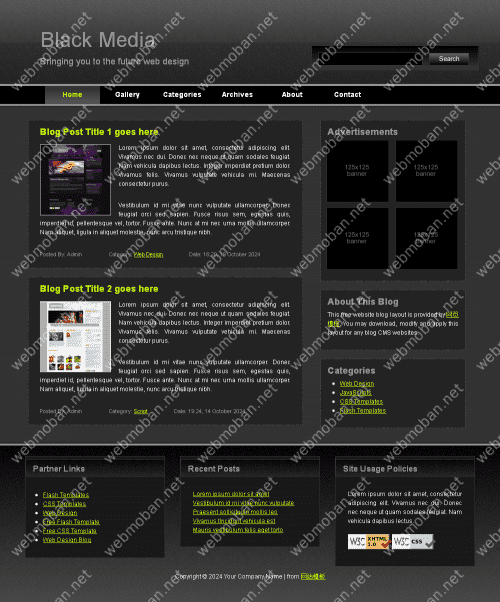 Black Media
Bringing you to the future web design
Search
Home Gallery Categories Archives About Contact
Blog Post Title 1 goes here
Lorem ipsum dolor sit amet, consectetur adipiscing elit.
Vivamus nec dui. Donec nec neque ut quam sodales feugiat.
Nam vehicula dapibus lectus. Integer imperdiet pretium dolor.
Vivamus felis. Vivamus vulputate vehicula mi. Maecenas
consectetur purus.
Vestibulum id mi vitae nunc vulputate ullamcorper. Donec
feugiat orci sed sapien. Fusce risus sem, egestas quis,
imperdiet id, pellentesque vel, tortor. Fusce ante. Nunc at mi nec urna mollis ullamcorper.
Nam aliquet, ligula in aliquet molestie, nunc arcu tristique nibh.
Posted By: Admin Category: Web Design
Blog Post Title 2 goes here
Lorem ipsum dolor sit amet, consectetur adipiscing elit.
Vivamus nec dui. Donec nec neque ut quam sodales feugiat.
Nam vehicula dapibus lectus. Integer imperdiet pretium dolor.
Vivamus felis. Vivamus vulputate vehicula mi. Maecenas
consectetur purus.
Vestibulum id mi vitae nunc vulputate ullamcorper. Donec
feugiat orci sed sapien. Fusce risus sem, egestas quis,
imperdiet id, pellentesque vel, tortor. Fusce ante. Nunc at mi nec urna mollis ullamcorper.
Nam aliquet, ligula in aliquet molestie, nunc arcu tristique nibh.
Posted By: Admin Category: Script Date: 19:24, 14 October 2024
Advertisements
125x125
banner
125x125
banner
125x125
banner
125x125
banner
About This Blog
This free website blog layout is provided by 网页
模板 You may download, modify and apply this
layout for any blog CMS websites.
Categories
Web Design
JavaScripts
CSS Templates
Flash Templates
Partner Links
Flash Templates
CSS Templates
Web Design
Free Flash Template
Free CSS Template
Web Design Blog
Recent Posts
Lorem ipsum dolor sit amet
Vestibulum id mi vitae nunc vulputate
Praesent sollicitudin mollis leo
Vivamus tincidunt vehicula est
Mauris vestibulum felis eget torto
Site Usage Policies
Lorem ipsum dolor sit amet, consectetur
adipiscing elit. Vivamus nec dui. Donec
nec neque ut quam sodales feugiat. Nam
vehicula dapibus lectus.
W3C XHTML 1.0 W3C CSS
Copyright © 2024 Your Company Name | from 网站模板
webmoban.net